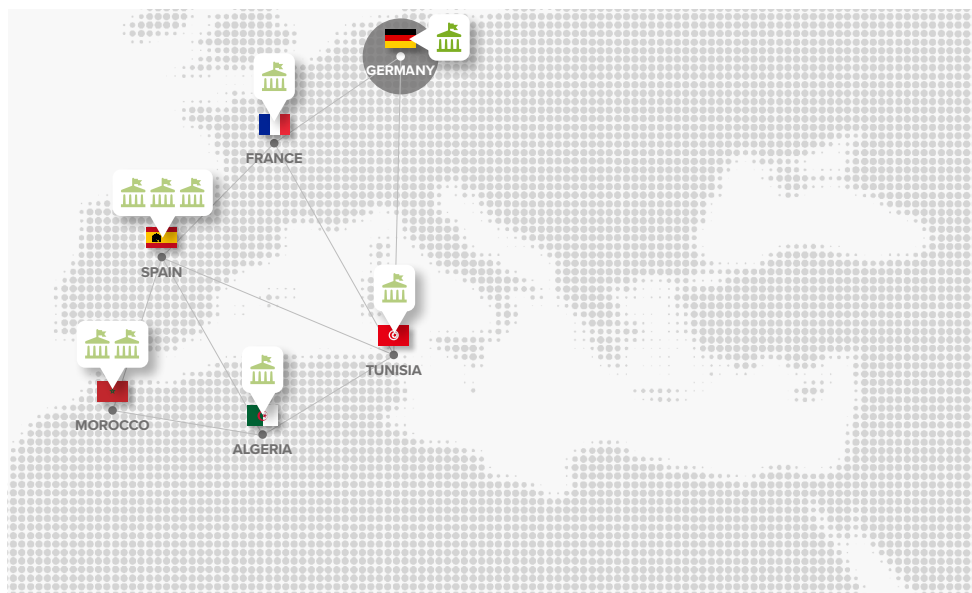 GERMANY
FRANCE
SPAIN
TUNISIA
MOROCCO
ALGERIA